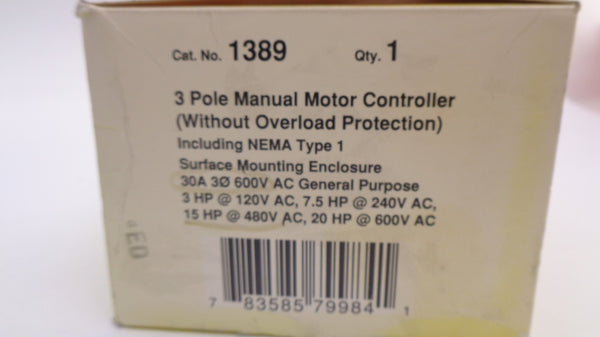 Cat. No. 1389 Qty. 1
3 Pole Manual Motor Controller
(Without Overload Protection)
Including NEMA Type 1
Surface Mounting Enclosure
30A 3Ø 600V AC General Purpose
3 HP @ 120V AC, 7.5 HP @ 240V AC,
15 HP @ 480V AC, 20 HP @ 600V AC
7 83585 79984 1